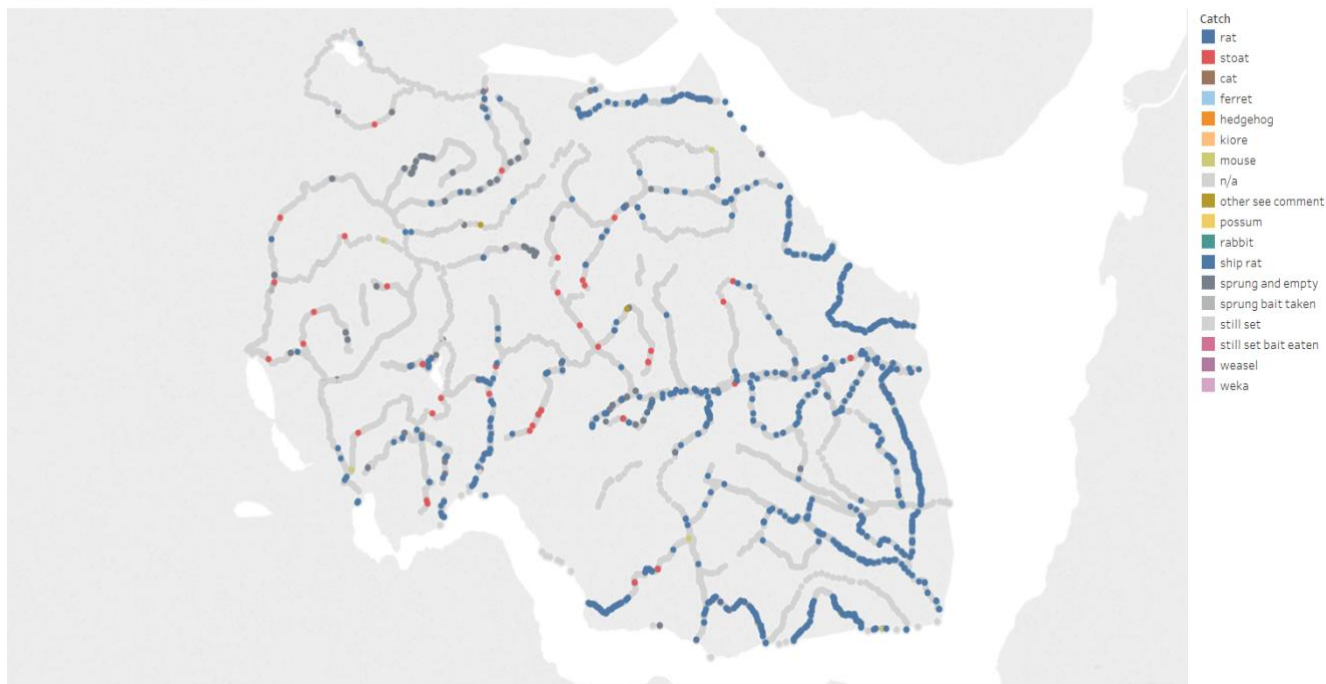 Catch
rat
stoat
cat
ferret
hedgehog
kiore
mouse
n/a
other see comment
possum
rabbit
ship rat
sprung and empty
sprung bait taken
still set
still set bait eaten
weasel
weka